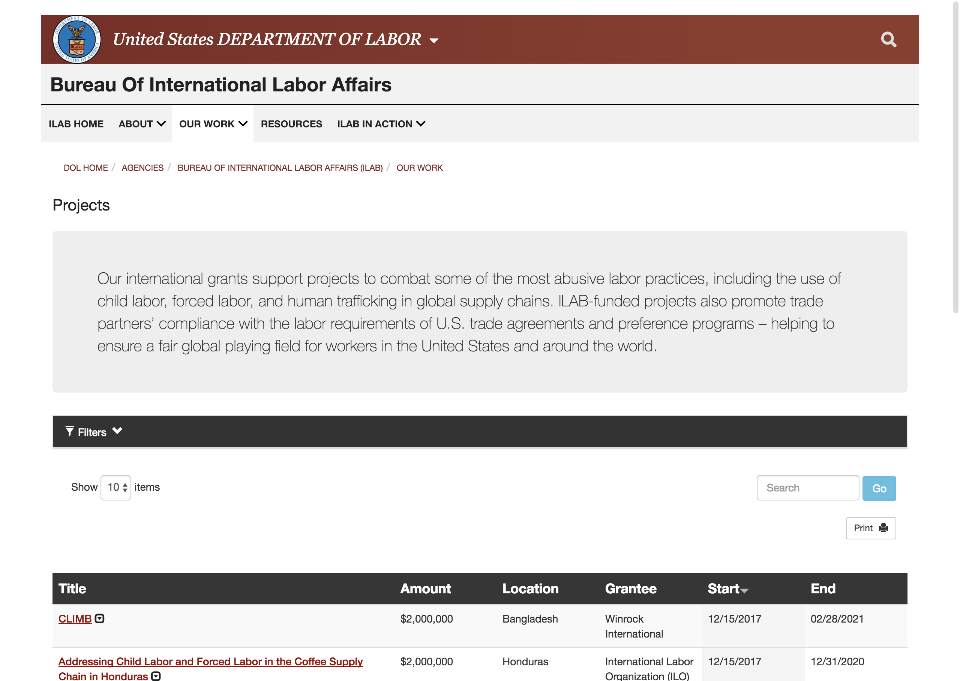 United States DEPARTMENT OF LABOR
Bureau Of International Labor Affairs
ILAB HOME ABOUT OUR WORK RESOURCES ILAB IN ACTION
DOL HOME / AGENCIES / BUREAU OF INTERNATIONAL LABOR AFFAIRS (ILAB) / OUR WORK
Projects
Our international grants support projects to combat some of the most abusive labor practices, including the use of
child labor, forced labor, and human trafficking in global supply chains. ILAB-funded projects also promote trade
partners' compliance with the labor requirements of U.S. trade agreements and preference programs – helping to
ensure a fair global playing field for workers in the United States and around the world.
Filters
Show 10 items
Search Go
Print
Title Amount Location Grantee Start End
CLIMB $2,000,000 Bangladesh Winrock 12/15/2017 02/28/2021
International
Addressing Child Labor and Forced Labor in the Coffee Supply $2,000,000 Honduras International Labor 12/15/2017 12/31/2020
Chain in Honduras Organization (ILO)